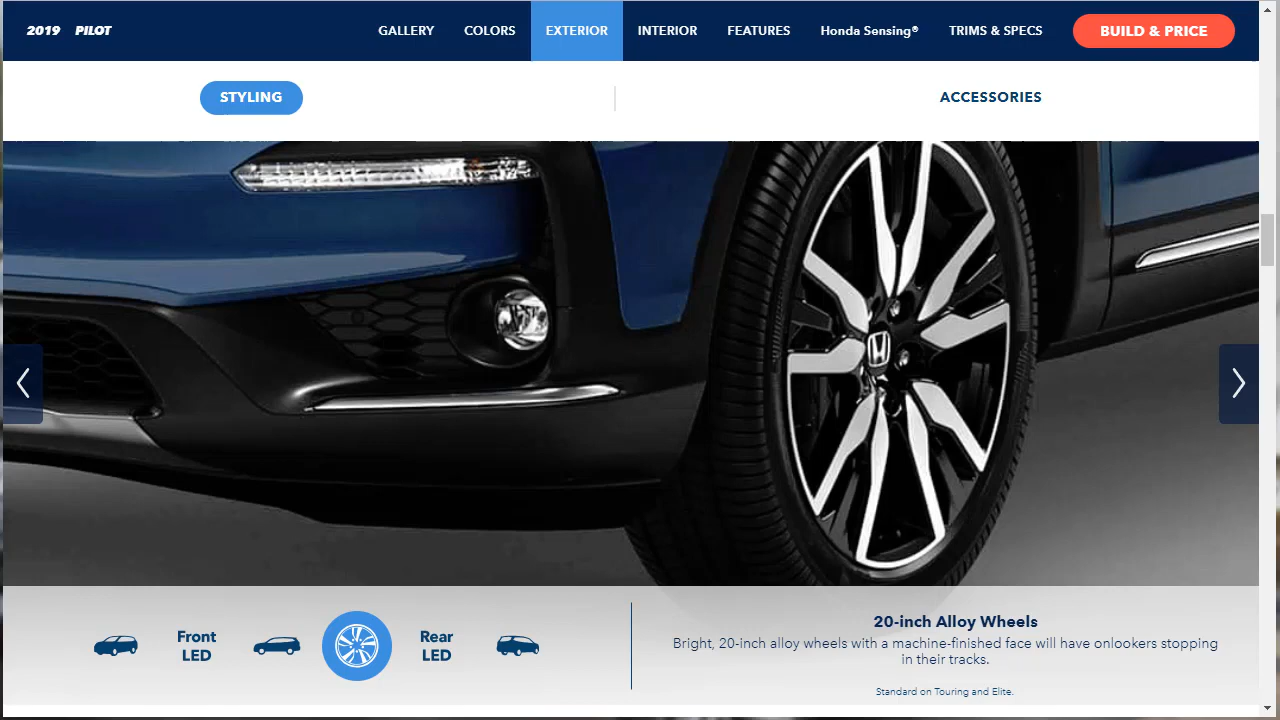 2019 PILOT
GALLERY
COLORS
EXTERIOR
INTERIOR
FEATURES
Honda Sensing®
TRIMS & SPECS
BUILD & PRICE
STYLING
ACCESSORIES
Front
LED
Rear
LED
20-inch Alloy Wheels
Bright, 20-inch alloy wheels with a machine-finished face will have onlookers stopping
in their tracks.
Standard on Touring and Elite.